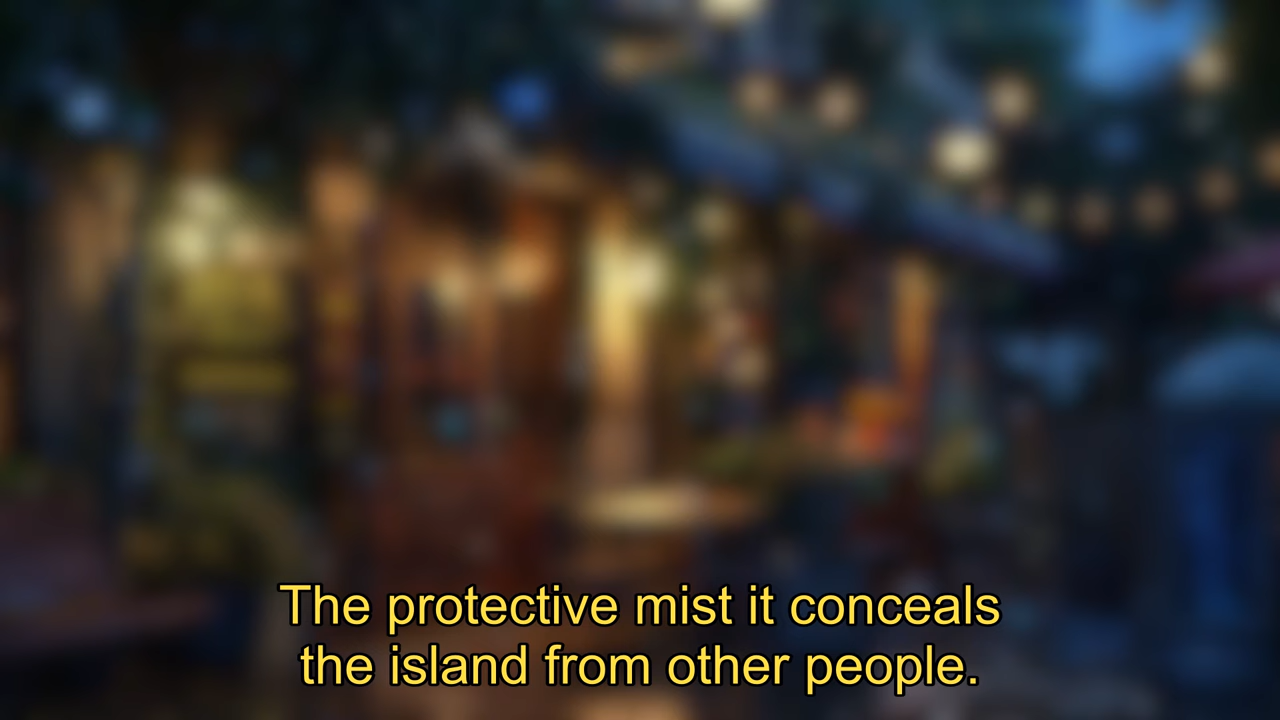 The protective mist it conceals
the island from other people.